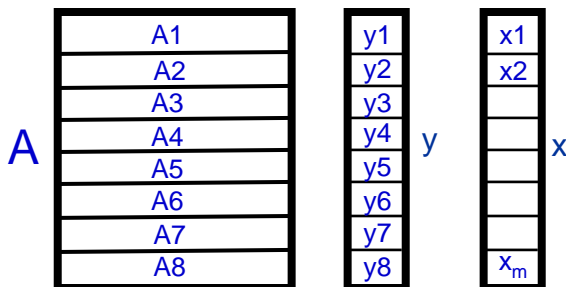 A1 y1 x1
A2 y2 x2
A3 y3
A4 y4
A y x
A5 y5
A6 y6
A7 y7
A8 y8 xₘ